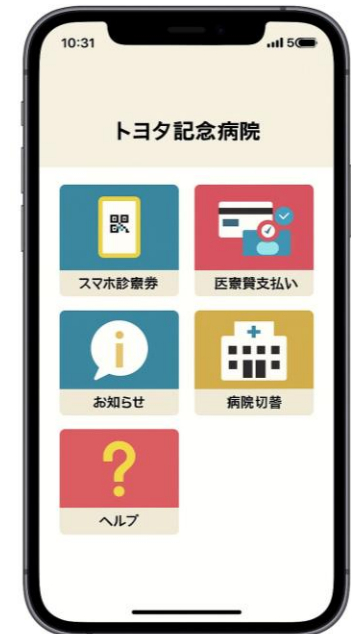 10:31
5G
トヨタ記念病院
スマホ診療券
医療費支払い
お知らせ
病院切替
ヘルプ